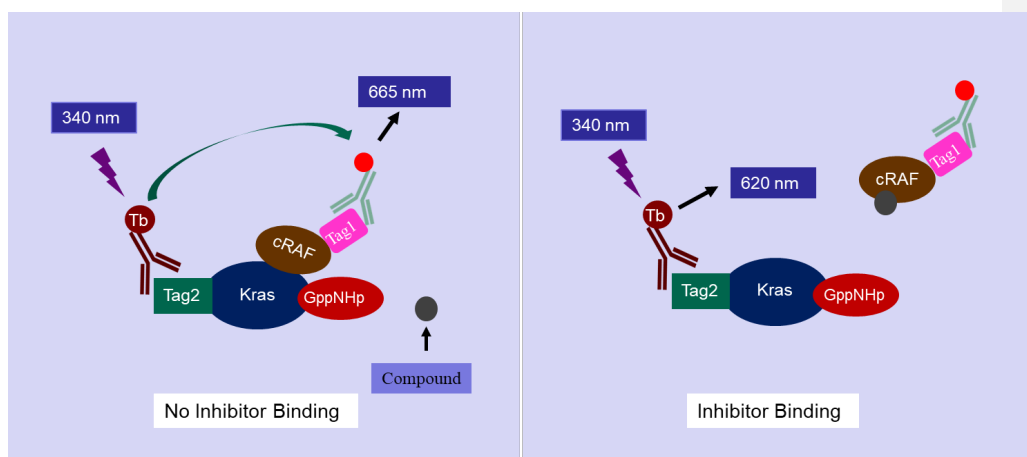 665 nm
340 nm
Tb
Tag1
cRAF
Tag2
Kras
GppNHp
Compound
No Inhibitor Binding
340 nm
620 nm
Tb
Tag1
cRAF
Tag2
Kras
GppNHp
Inhibitor Binding